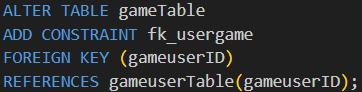 ALTER TABLE gameTable
ADD CONSTRAINT fk_usergame
FOREIGN KEY (gameuserID)
REFERENCES gameuserTable(gameuserID);